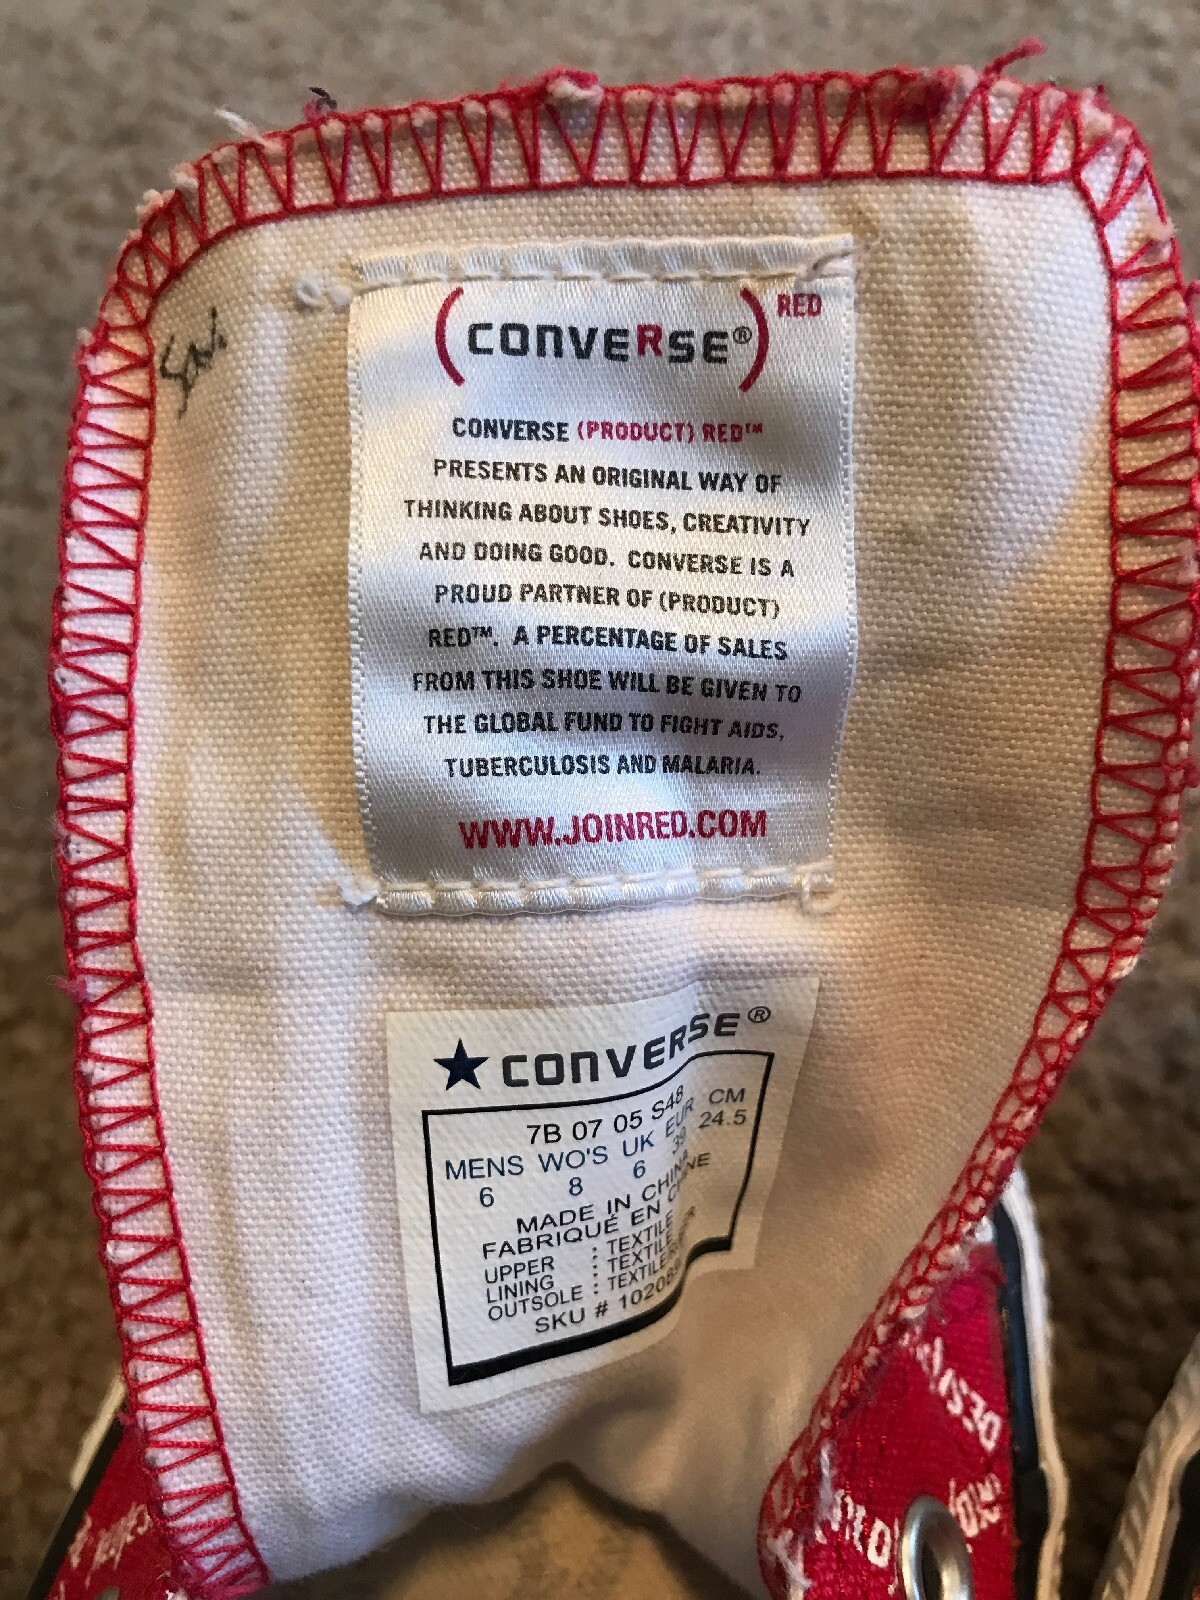 (CONVERSE®) RED
CONVERSE (PRODUCT) RED™
PRESENTS AN ORIGINAL WAY OF
THINKING ABOUT SHOES, CREATIVITY
AND DOING GOOD. CONVERSE IS A
PROUD PARTNER OF (PRODUCT)
RED™. A PERCENTAGE OF SALES
FROM THIS SHOE WILL BE GIVEN TO
THE GLOBAL FUND TO FIGHT AIDS,
TUBERCULOSIS AND MALARIA.
WWW.JOINRED.COM
★ CONVERSE®
7B 07 05 S48
MENS WO'S UK EUR CM
6 8 6 39 24.5
MADE IN CHINA
FABRIQUÉ EN CHINE
UPPER : TEXTILE
LINING : TEXTILE
OUTSOLE : TEXTILE
SKU #